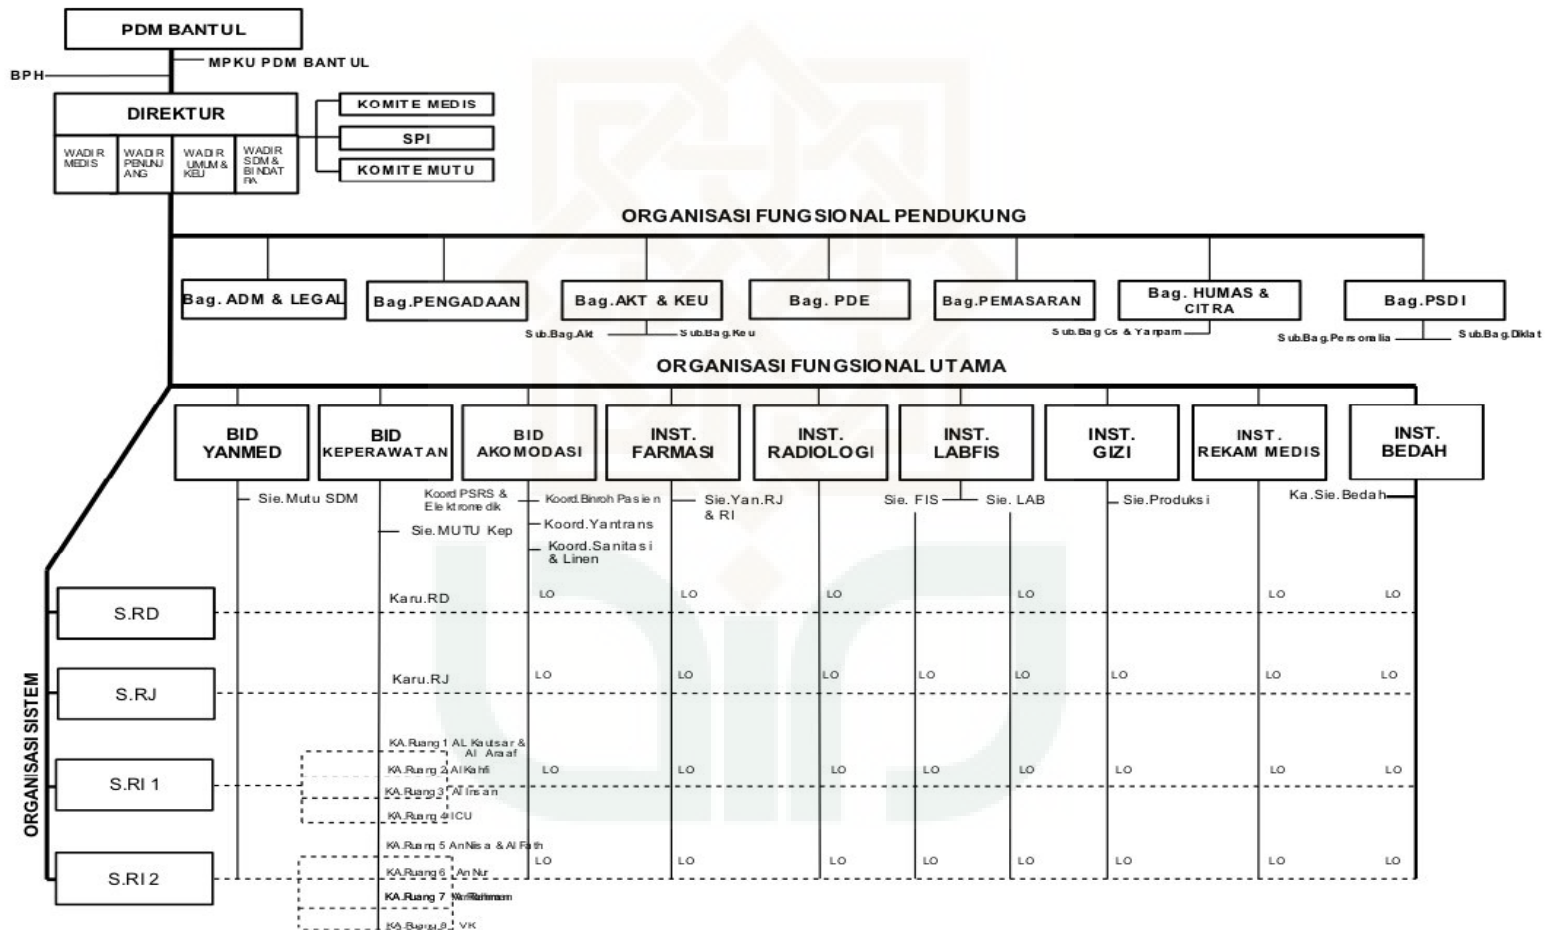 PDM BANTUL
MPKU PDM BANTUL
BPH
DIREKTUR
WADIR MEDIS
WADIR PENUNJ ANG
WADIR UMUM & KEU
WADIR SDM & BINDAT RA
KOMITE MEDIS
SPI
KOMITE MUTU
ORGANISASI FUNGSIONAL PENDUKUNG
Bag. ADM & LEGAL
Bag.PENGADAAN
Bag.AKT & KEU
Bag. PDE
Bag.PEMASARAN
Bag. HUMAS &
CITRA
Bag.PSDI
Sub.Bag.Akt
Sub.Bag.Keu
Sub.Bag Cs & Yanpam
Sub.Bag.Personalia
Sub.Bag.Diklat
ORGANISASI FUNGSIONAL UTAMA
BID
YANMED
BID
KEPERAWATAN
BID
AKOMODASI
INST.
FARMASI
INST.
RADIOLOGI
INST.
LABFIS
INST.
GIZI
INST.
REKAM MEDIS
INST.
BEDAH
Sie.Mutu SDM
Sie.MUTU Kep
Koord PSRS &
Elektromedik
Koord.Binroh Pasien
Koord.Yantrans
Koord.Sanitasi
& Linen
Sie.Yan.RJ
& RI
Sie. FIS
Sie. LAB
Sie.Produksi
Ka.Sie.Bedah
ORGANISASI SISTEM
S.RD
Karu.RD
LO LO LO LO LO LO
S.RJ
Karu.RJ
LO LO LO LO LO LO LO LO
S.RI 1
KA.Ruang 1 AL Kautsar &
Al Araaf
KA.Ruang 2 Al Kahfi
KA.Ruang 3 Al Insan
KA.Ruang 4 ICU
LO LO LO LO LO LO LO LO
S.RI 2
KA.Ruang 5 An Nisa & Al Fath
KA.Ruang 6 An Nur
KA.Ruang 7
KA.Ruang 8 VK
LO LO LO LO LO LO LO LO